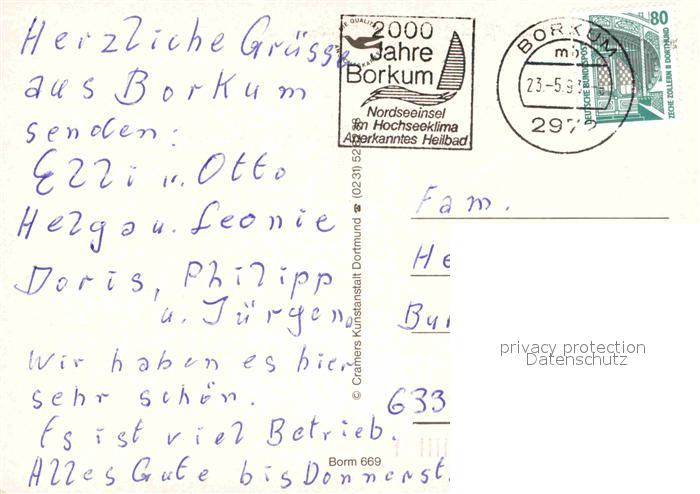 Herzliche Grüsse
aus Borkum
senden:
Elli u. Otto
Helga u. Leonie
Doris, Philipp
u. Jürgen.
Wir haben es hier
sehr schön.
Es ist viel Betrieb.
Alles Gute bis Donnerst.
2000
Jahre
Borkum
Nordseeinsel
im Hochseeklima
Anerkanntes Heilbad
BORKUM
mb
23.-5.9
297
80
DEUTSCHE BUNDESPOST
ZECHE ZOLLERN II DORTMUND
© Cramers Kunstanstalt Dortmund ☎ (0231)
Borm 669
Fam.
He
Bur
633
privacy protection
Datenschutz